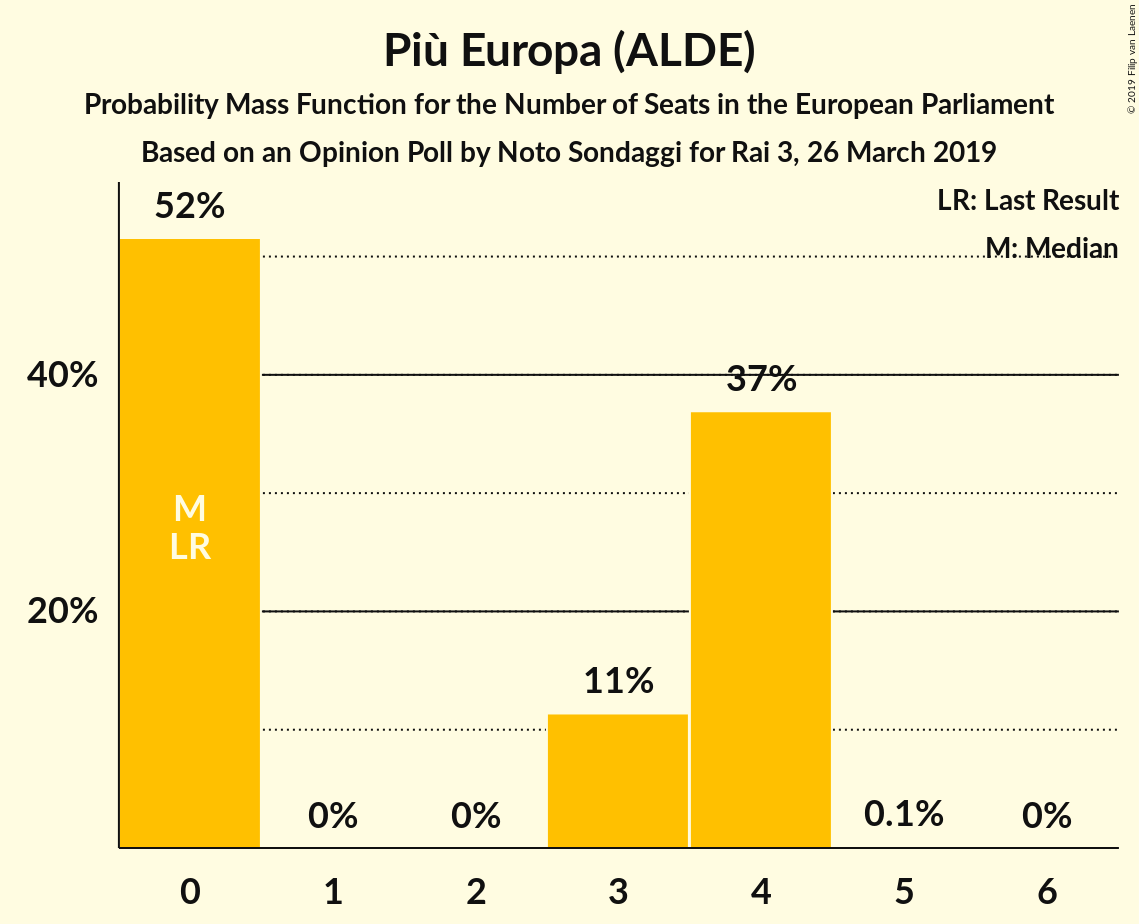 Più Europa (ALDE)
Probability Mass Function for the Number of Seats in the European Parliament
Based on an Opinion Poll by Noto Sondaggi for Rai 3, 26 March 2019
© 2019 Filip van Laenen
LR: Last Result
M: Median
52%
40%
37%
M
LR
20%
11%
0%
0%
0.1%
0%
0
1
2
3
4
5
6